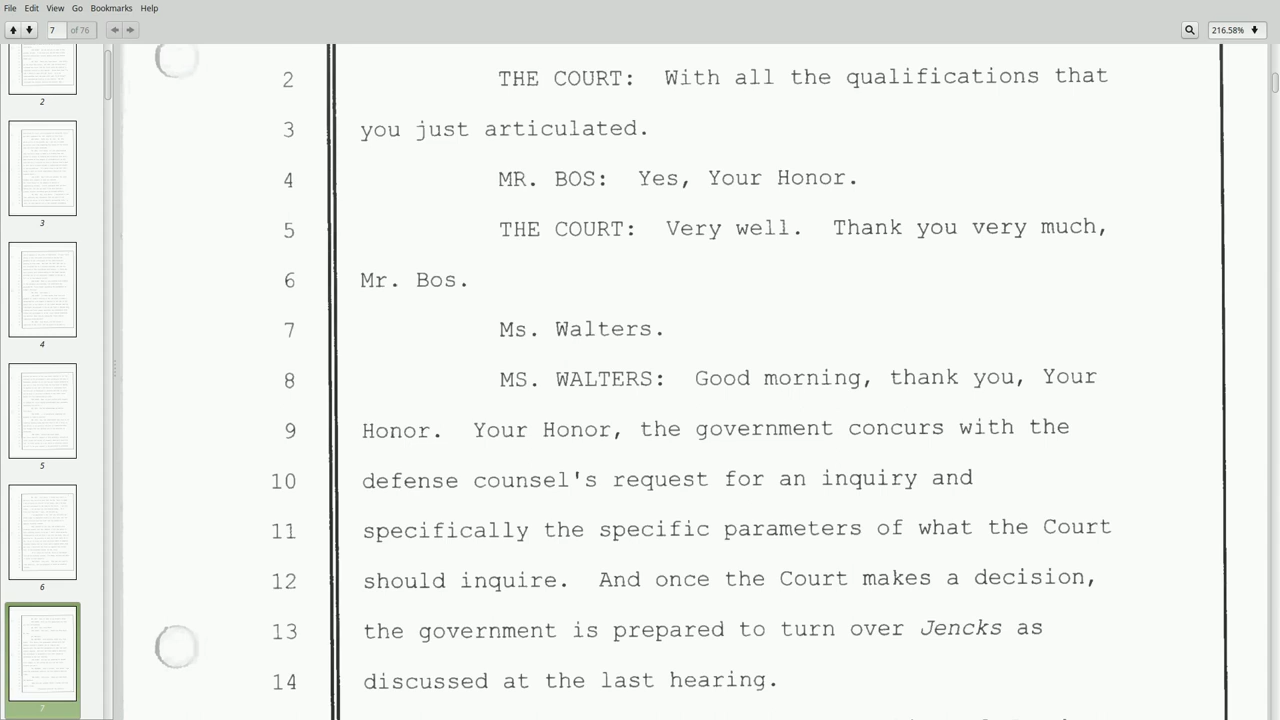 File Edit View Go Bookmarks Help
7 of 76 216.58%
2 THE COURT: With all the qualifications that
3 you just articulated.
4 MR. BOS: Yes, Your Honor.
5 THE COURT: Very well. Thank you very much,
6 Mr. Bos.
7 Ms. Walters.
8 MS. WALTERS: Good morning, thank you, Your
9 Honor. Your Honor, the government concurs with the
10 defense counsel's request for an inquiry and
11 specifically the specific parameters of what the Court
12 should inquire. And once the Court makes a decision,
13 the government is prepared to turn over Jencks as
14 discussed at the last hearing.
2
3
4
5
6
7